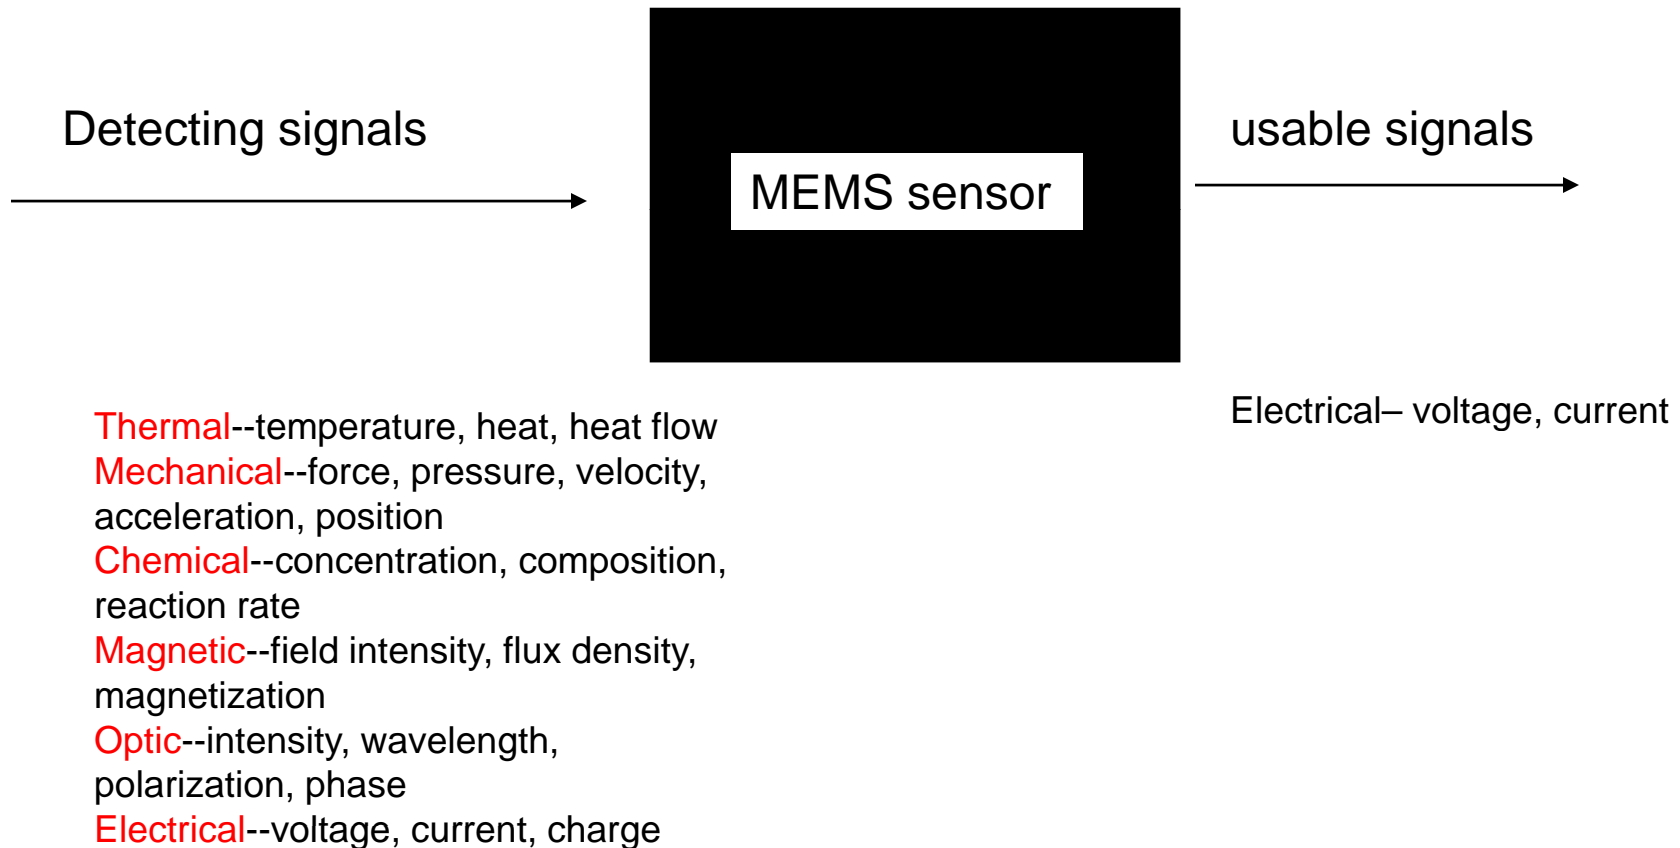 Detecting signals
MEMS sensor
usable signals
Thermal--temperature, heat, heat flow
Mechanical--force, pressure, velocity,
acceleration, position
Chemical--concentration, composition,
reaction rate
Magnetic--field intensity, flux density,
magnetization
Optic--intensity, wavelength,
polarization, phase
Electrical--voltage, current, charge
Electrical– voltage, current